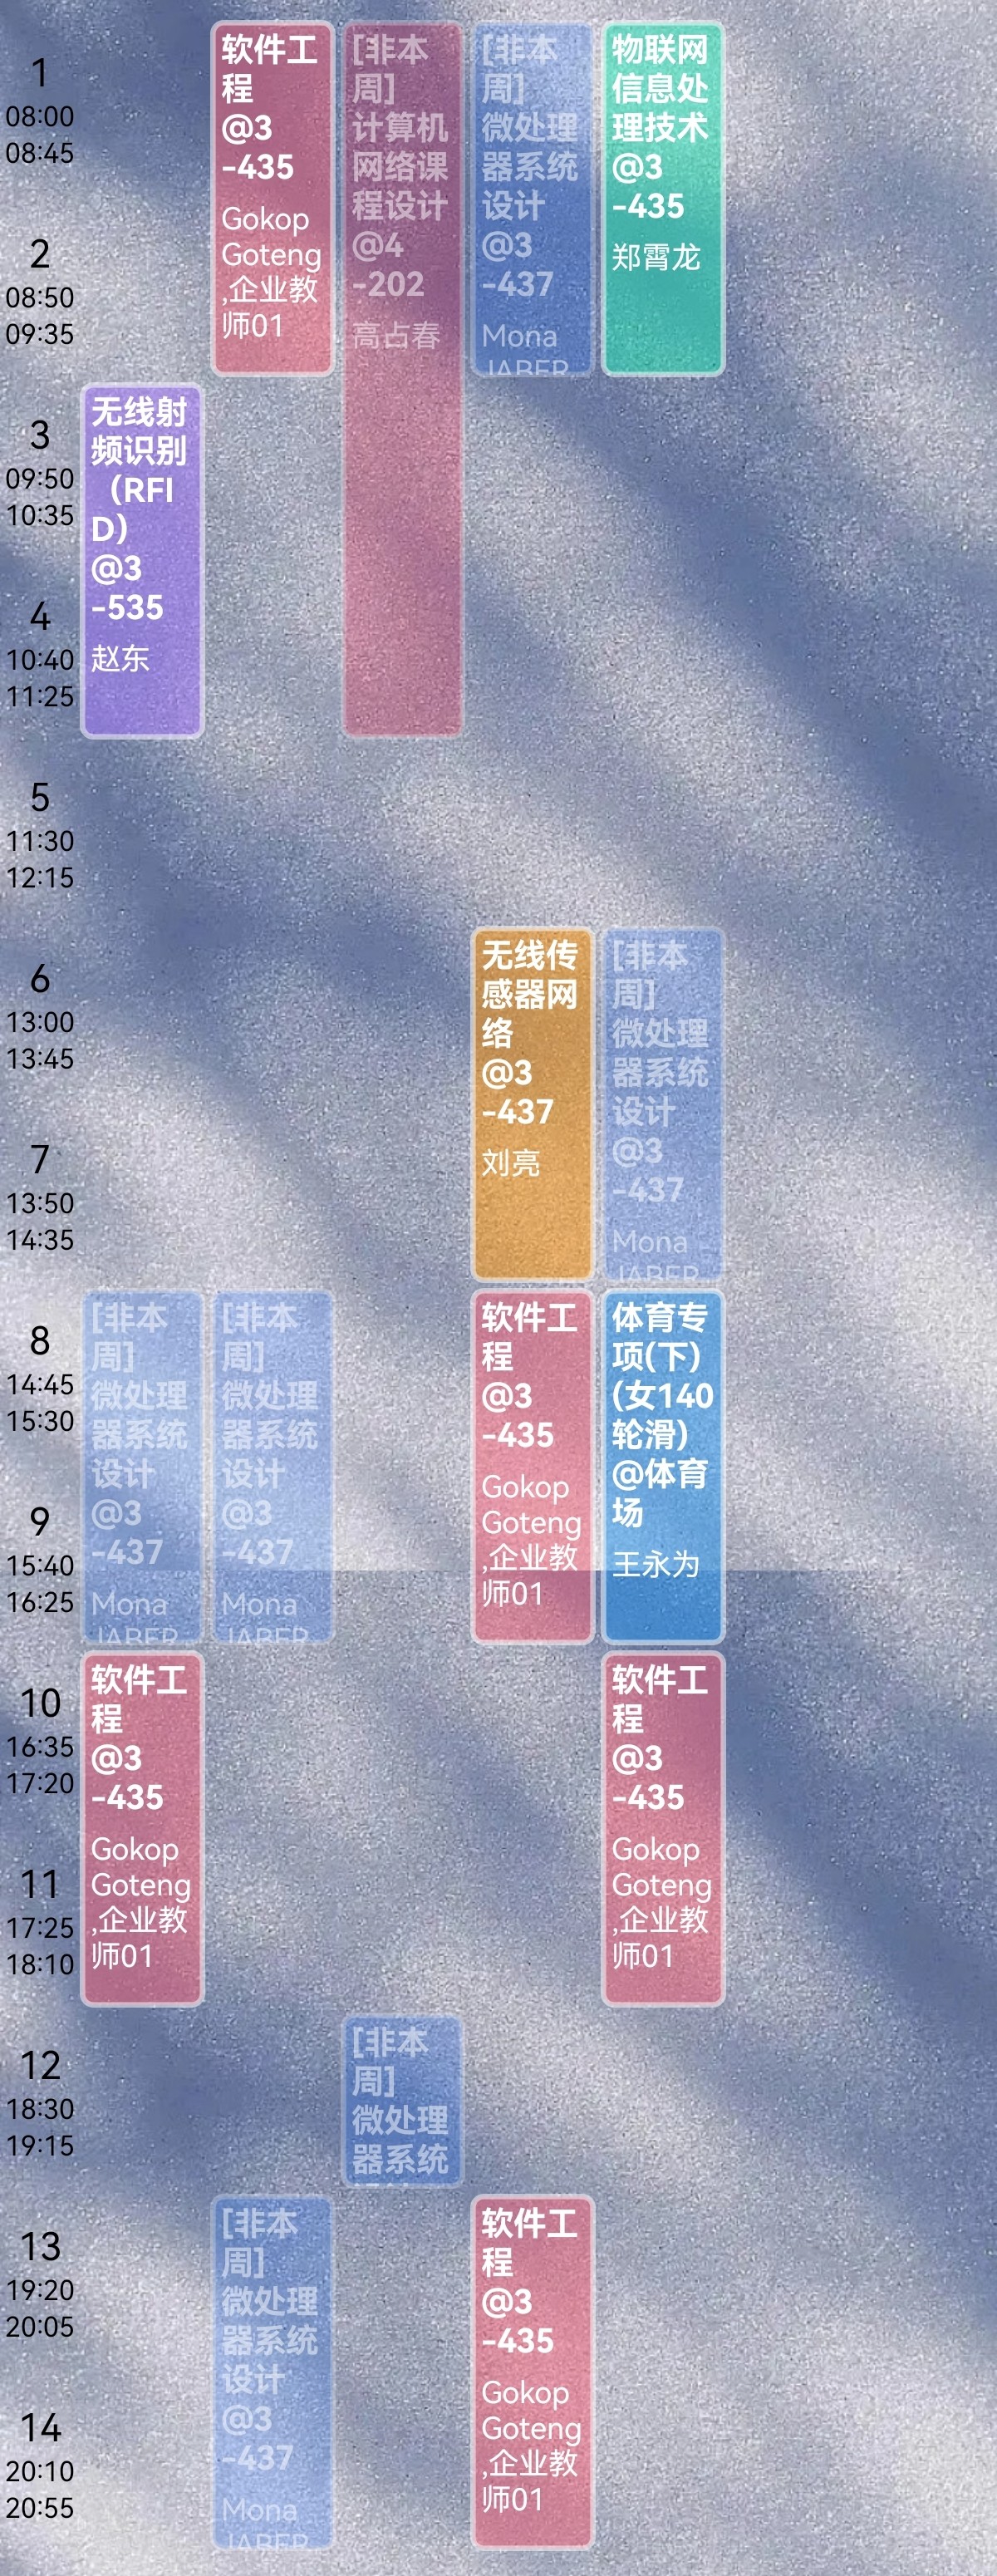 1
08:00
08:45
2
08:50
09:35
3
09:50
10:35
4
10:40
11:25
5
11:30
12:15
6
13:00
13:45
7
13:50
14:35
8
14:45
15:30
9
15:40
16:25
10
16:35
17:20
11
17:25
18:10
12
18:30
19:15
13
19:20
20:05
14
20:10
20:55
无线射
频识别
（RFI
D）
@3
-535
赵东
[非本
周]
微处理
器系统
设计
@3
-437
Mona
JABER
软件工
程
@3
-435
Gokop
Goteng
,企业教
师01
软件工
程
@3
-435
Gokop
Goteng
,企业教
师01
[非本
周]
微处理
器系统
设计
@3
-437
Mona
JABER
[非本
周]
微处理
器系统
设计
@3
-437
Mona
JABER
[非本
周]
计算机
网络课
程设计
@4
-202
高占春
[非本
周]
微处理
器系统
[非本
周]
微处理
器系统
设计
@3
-437
Mona
JABER
无线传
感器网
络
@3
-437
刘亮
软件工
程
@3
-435
Gokop
Goteng
,企业教
师01
软件工
程
@3
-435
Gokop
Goteng
,企业教
师01
物联网
信息处
理技术
@3
-435
郑霄龙
[非本
周]
微处理
器系统
设计
@3
-437
Mona
JABER
体育专
项(下)
(女140
轮滑)
@体育
场
王永为
软件工
程
@3
-435
Gokop
Goteng
,企业教
师01